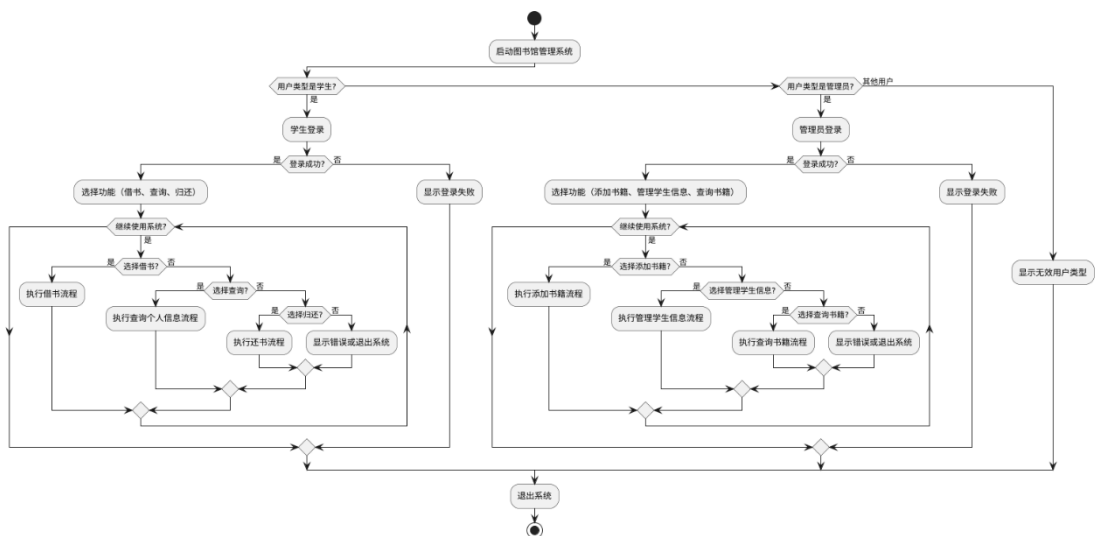 启动图书馆管理系统
用户类型是学生?
是
学生登录
登录成功?
是
否
选择功能（借书、查询、归还）
显示登录失败
继续使用系统?
是
选择借书?
是
否
执行借书流程
选择查询?
是
否
执行查询个人信息流程
选择归还?
是
否
执行还书流程
显示错误或退出系统
用户类型是管理员?
其他用户
是
管理员登录
登录成功?
是
否
选择功能（添加书籍、管理学生信息、查询书籍）
显示登录失败
继续使用系统?
是
选择添加书籍?
是
否
执行添加书籍流程
选择管理学生信息?
是
否
执行管理学生信息流程
选择查询书籍?
是
否
执行查询书籍流程
显示错误或退出系统
显示无效用户类型
退出系统